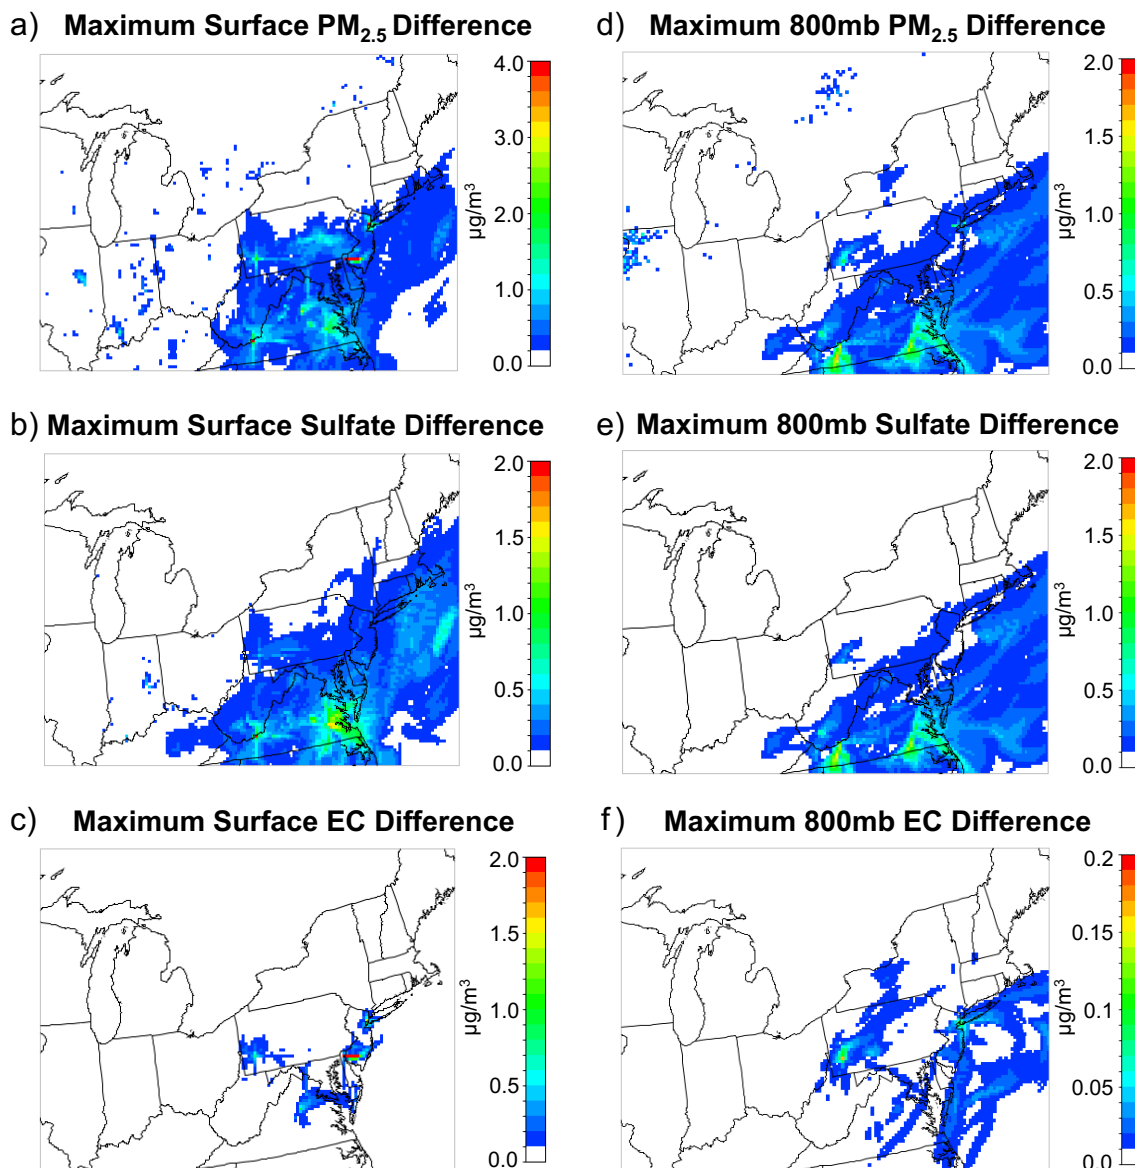 a) Maximum Surface PM2.5 Difference
4.0
3.0
2.0
1.0
0.0
µg/m3
d) Maximum 800mb PM2.5 Difference
2.0
1.5
1.0
0.5
0.0
µg/m3
b) Maximum Surface Sulfate Difference
2.0
1.5
1.0
0.5
0.0
µg/m3
e) Maximum 800mb Sulfate Difference
2.0
1.5
1.0
0.5
0.0
µg/m3
c) Maximum Surface EC Difference
2.0
1.5
1.0
0.5
0.0
µg/m3
f) Maximum 800mb EC Difference
0.2
0.15
0.1
0.05
0.0
µg/m3